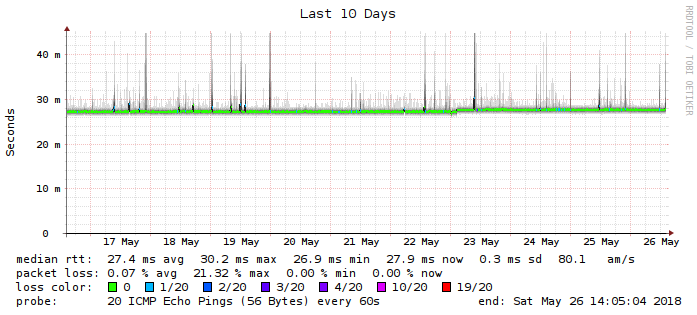 Last 10 Days
RRDTOOL / TOBI OETIKER
Seconds
40 m
30 m
20 m
10 m
0
17 May 18 May 19 May 20 May 21 May 22 May 23 May 24 May 25 May 26 May
median rtt: 27.4 ms avg 30.2 ms max 26.9 ms min 27.9 ms now 0.3 ms sd 80.1 am/s
packet loss: 0.07 % avg 21.32 % max 0.00 % min 0.00 % now
loss color: 0 1/20 2/20 3/20 4/20 10/20 19/20
probe: 20 ICMP Echo Pings (56 Bytes) every 60s end: Sat May 26 14:05:04 2018